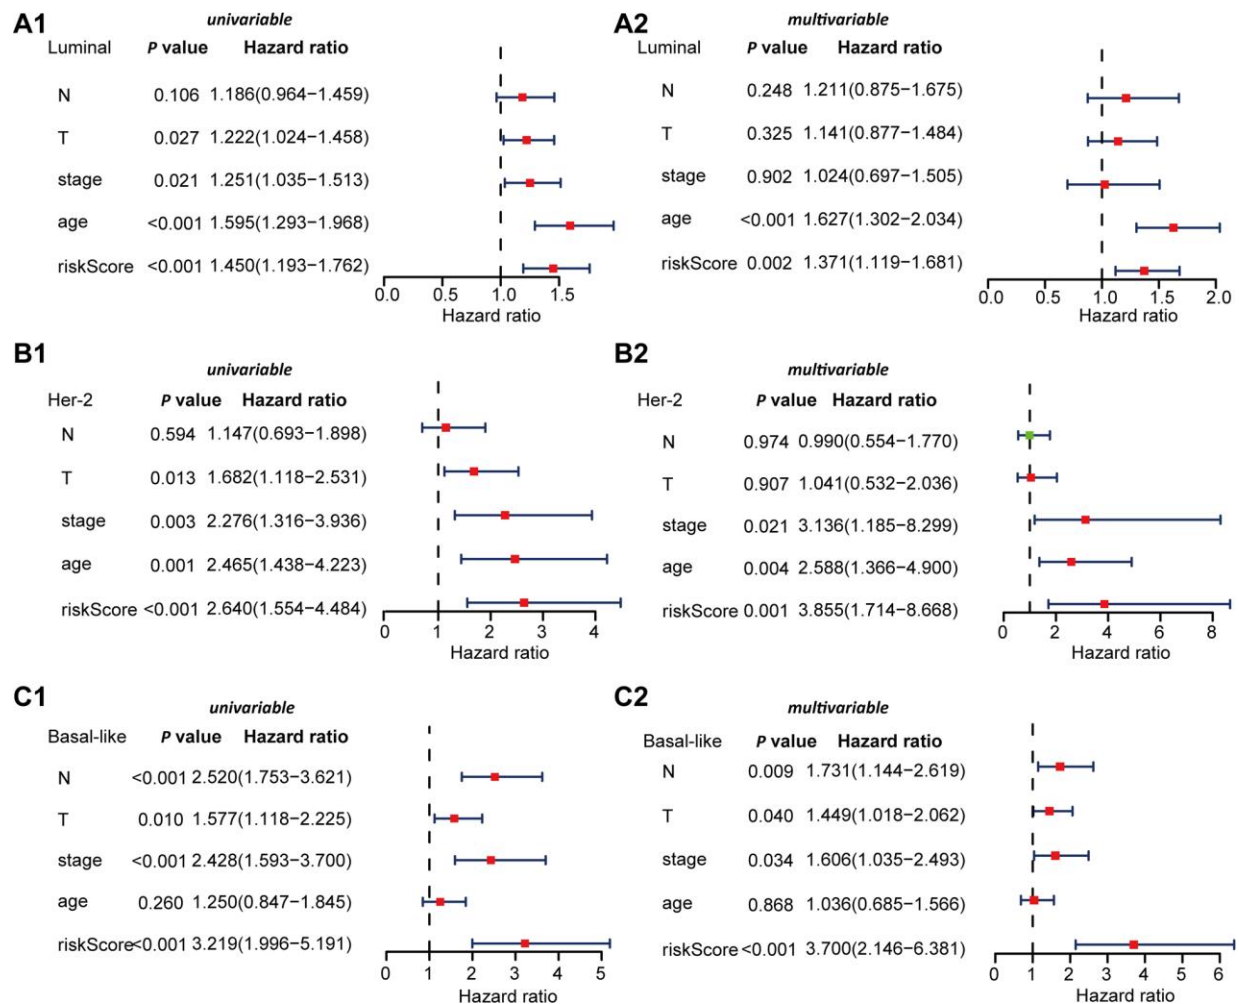 A1 univariable
Luminal P value Hazard ratio
N 0.106 1.186(0.964−1.459)
T 0.027 1.222(1.024−1.458)
stage 0.021 1.251(1.035−1.513)
age <0.001 1.595(1.293−1.968)
riskScore <0.001 1.450(1.193−1.762)
0.0 0.5 1.0 1.5
Hazard ratio
A2 multivariable
Luminal P value Hazard ratio
N 0.248 1.211(0.875−1.675)
T 0.325 1.141(0.877−1.484)
stage 0.902 1.024(0.697−1.505)
age <0.001 1.627(1.302−2.034)
riskScore 0.002 1.371(1.119−1.681)
0.0 0.5 1.0 1.5 2.0
Hazard ratio
B1 univariable
Her-2 P value Hazard ratio
N 0.594 1.147(0.693−1.898)
T 0.013 1.682(1.118−2.531)
stage 0.003 2.276(1.316−3.936)
age 0.001 2.465(1.438−4.223)
riskScore <0.001 2.640(1.554−4.484)
0 1 2 3 4
Hazard ratio
B2 multivariable
Her-2 P value Hazard ratio
N 0.974 0.990(0.554−1.770)
T 0.907 1.041(0.532−2.036)
stage 0.021 3.136(1.185−8.299)
age 0.004 2.588(1.366−4.900)
riskScore 0.001 3.855(1.714−8.668)
0 2 4 6 8
Hazard ratio
C1 univariable
Basal-like P value Hazard ratio
N <0.001 2.520(1.753−3.621)
T 0.010 1.577(1.118−2.225)
stage <0.001 2.428(1.593−3.700)
age 0.260 1.250(0.847−1.845)
riskScore <0.001 3.219(1.996−5.191)
0 1 2 3 4 5
Hazard ratio
C2 multivariable
Basal-like P value Hazard ratio
N 0.009 1.731(1.144−2.619)
T 0.040 1.449(1.018−2.062)
stage 0.034 1.606(1.035−2.493)
age 0.868 1.036(0.685−1.566)
riskScore <0.001 3.700(2.146−6.381)
0 1 2 3 4 5 6
Hazard ratio